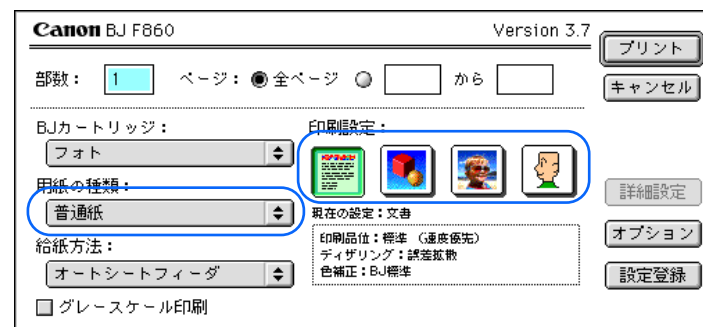 Canon BJ F860 Version 3.7
プリント
部数： 1 ページ： 全ページ から
キャンセル
BJカートリッジ：
フォト
印刷設定：
用紙の種類：
普通紙
詳細設定
現在の設定：文書
給紙方法：
印刷品位：標準 （速度優先）
ディザリング：誤差拡散
色補正：BJ標準
オプション
オートシートフィーダ
設定登録
グレースケール印刷